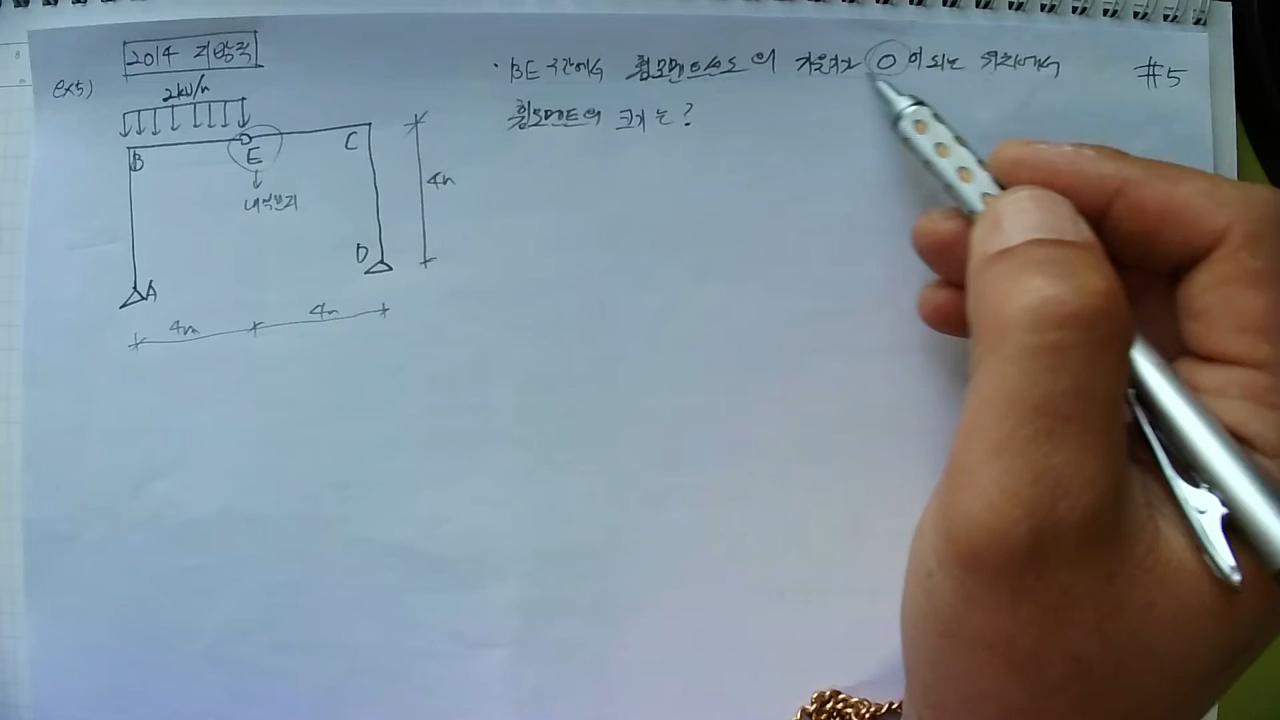 2014 지방직
ex5)
2kN/m
B
E
C
내력힌지
4m
D
A
4m
4m
· BE 구간에서 휨모멘트선도의 기울기가 0이 되는 위치에서
휨모멘트의 크기는?
#5